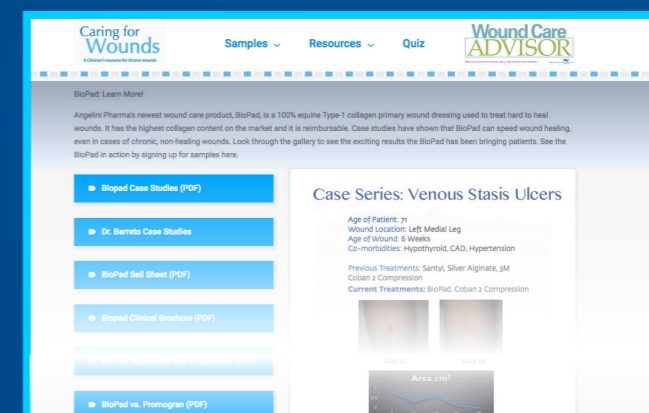 Caring for
Wounds
A Clinician's resource for chronic wounds
Samples
Resources
Quiz
Wound Care
ADVISOR
BioPad: Learn More!
Angelini Pharma's newest wound care product, BioPad, is a 100% equine Type-1 collagen primary wound dressing used to treat hard to heal
wounds. It has the highest collagen content on the market and it is reimbursable. Case studies have shown that BioPad can speed wound healing,
even in cases of chronic, non-healing wounds. Look through the gallery to see the exciting results the BioPad has been bringing patients. See the
BioPad in action by signing up for samples here.
Biopad Case Studies (PDF)
Dr. Barreto Case Studies
BioPad Sell Sheet (PDF)
Biopad Clinical Brochure (PDF)
BioPad vs. Promogran (PDF)
Case Series: Venous Stasis Ulcers
Age of Patient: 71
Wound Location: Left Medial Leg
Age of Wound: 6 Weeks
Co-morbidities: Hypothyroid, CAD, Hypertension
Previous Treatments: Santyl, Silver Alginate, 3M
Coban 2 Compression
Current Treatments: BioPad, Coban 2 Compression
Area cm²